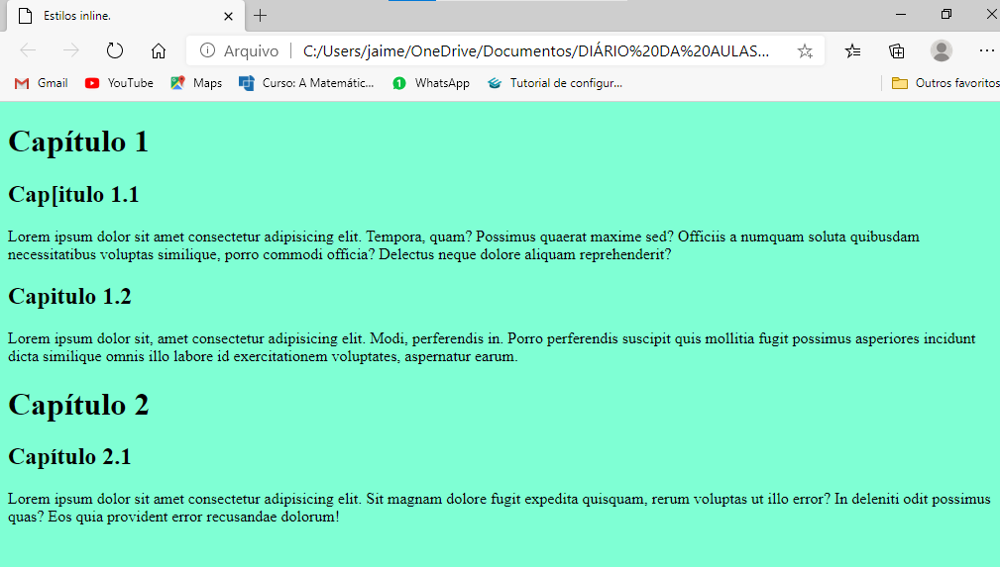 Estilos inline.
Arquivo | C:/Users/jaime/OneDrive/Documentos/DIÁRIO%20DA%20AULAS...
Gmail YouTube Maps Curso: A Matemátic... WhatsApp Tutorial de configur... Outros favoritos
Capítulo 1
Cap[itulo 1.1
Lorem ipsum dolor sit amet consectetur adipisicing elit. Tempora, quam? Possimus quaerat maxime sed? Officiis a numquam soluta quibusdam
necessitatibus voluptas similique, porro commodi officia? Delectus neque dolore aliquam reprehenderit?
Capitulo 1.2
Lorem ipsum dolor sit, amet consectetur adipisicing elit. Modi, perferendis in. Porro perferendis suscipit quis mollitia fugit possimus asperiores incidunt
dicta similique omnis illo labore id exercitationem voluptates, aspernatur earum.
Capítulo 2
Capítulo 2.1
Lorem ipsum dolor sit amet consectetur adipisicing elit. Sit magnam dolore fugit expedita quisquam, rerum voluptas ut illo error? In deleniti odit possimus
quas? Eos quia provident error recusandae dolorum!